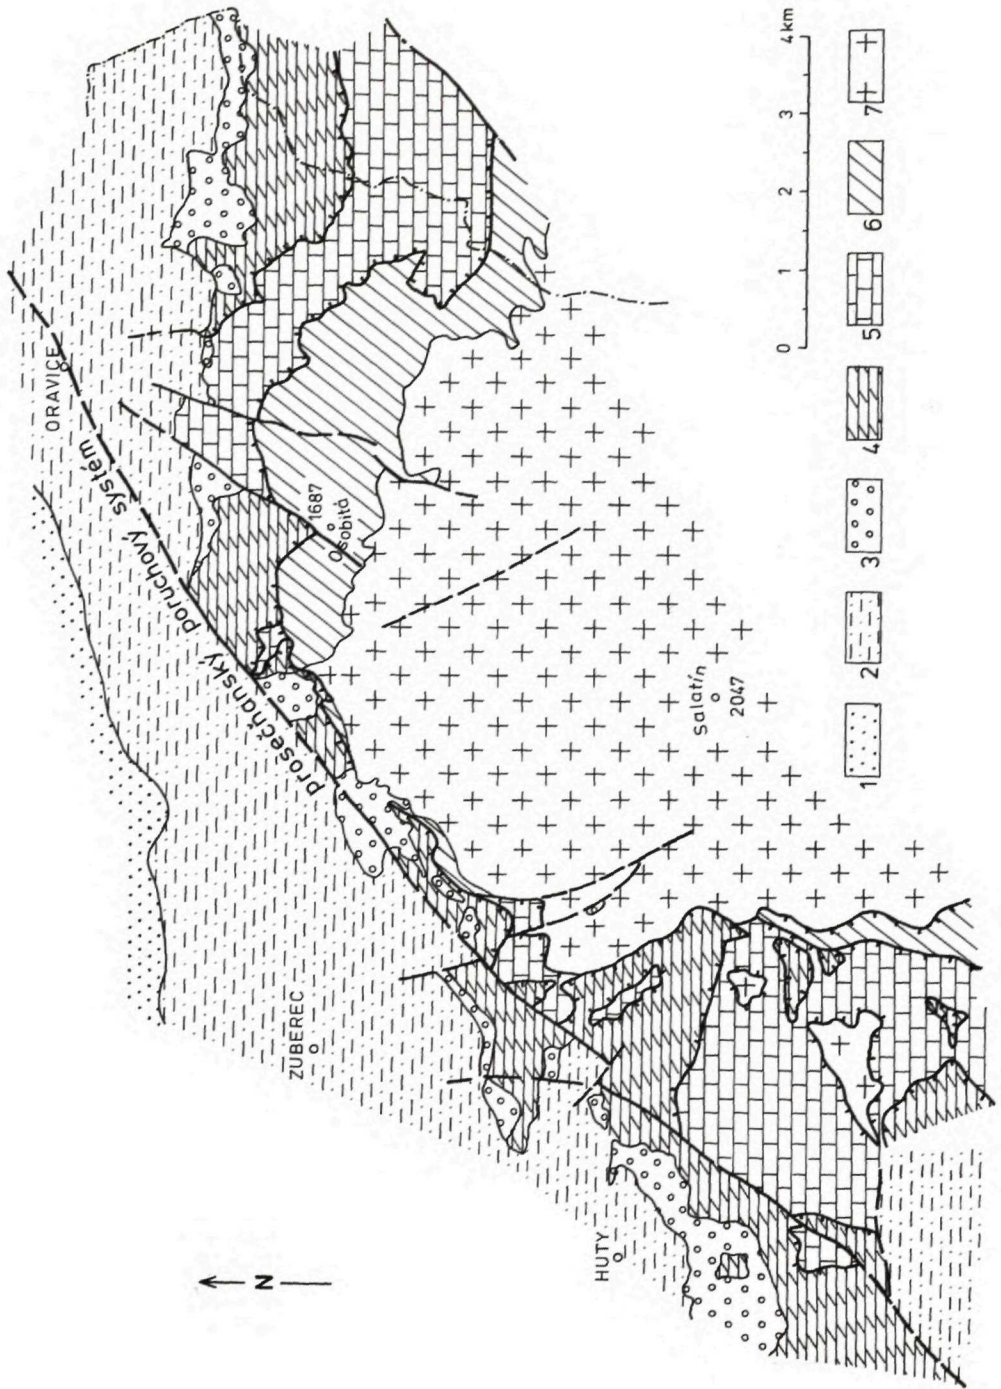 ORAVICE
prosečhansky poruchový systém
1687
Osobitá
ZUBEREC
Salatín
2047
HUTY
N
0 1 2 3 4 km
1 2 3 4 5 6 7